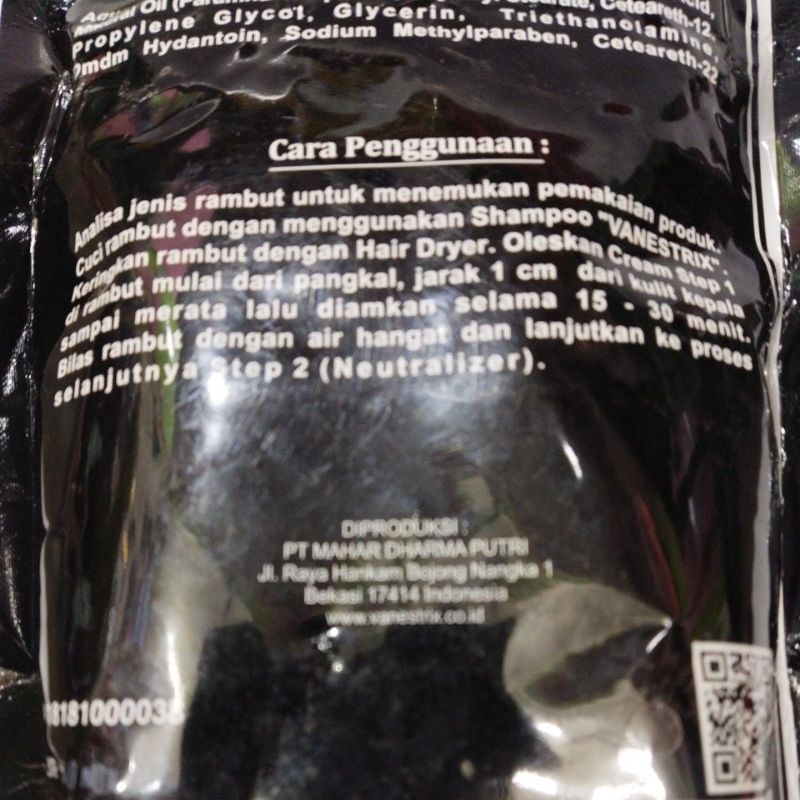 Propylene Glycol, Glycerin, Triethanolamine,
Dmdm Hydantoin, Sodium Methylparaben, Ceteareth-22
Cara Penggunaan :
Analisa jenis rambut untuk menemukan pemakaian produk.
Cuci rambut dengan menggunakan Shampoo "VANESTRIX".
Keringkan rambut dengan Hair Dryer. Oleskan Cream Step 1
di rambut mulai dari pangkal, jarak 1 cm dari kulit kepala
sampai merata lalu diamkan selama 15 - 30 menit.
Bilas rambut dengan air hangat dan lanjutkan ke proses
selanjutnya Step 2 (Neutralizer).
DIPRODUKSI :
PT MAHAR DHARMA PUTRI
Jl. Raya Hankam Bojong Nangka 1
Bekasi 17414 Indonesia
www.vanestrix.co.id